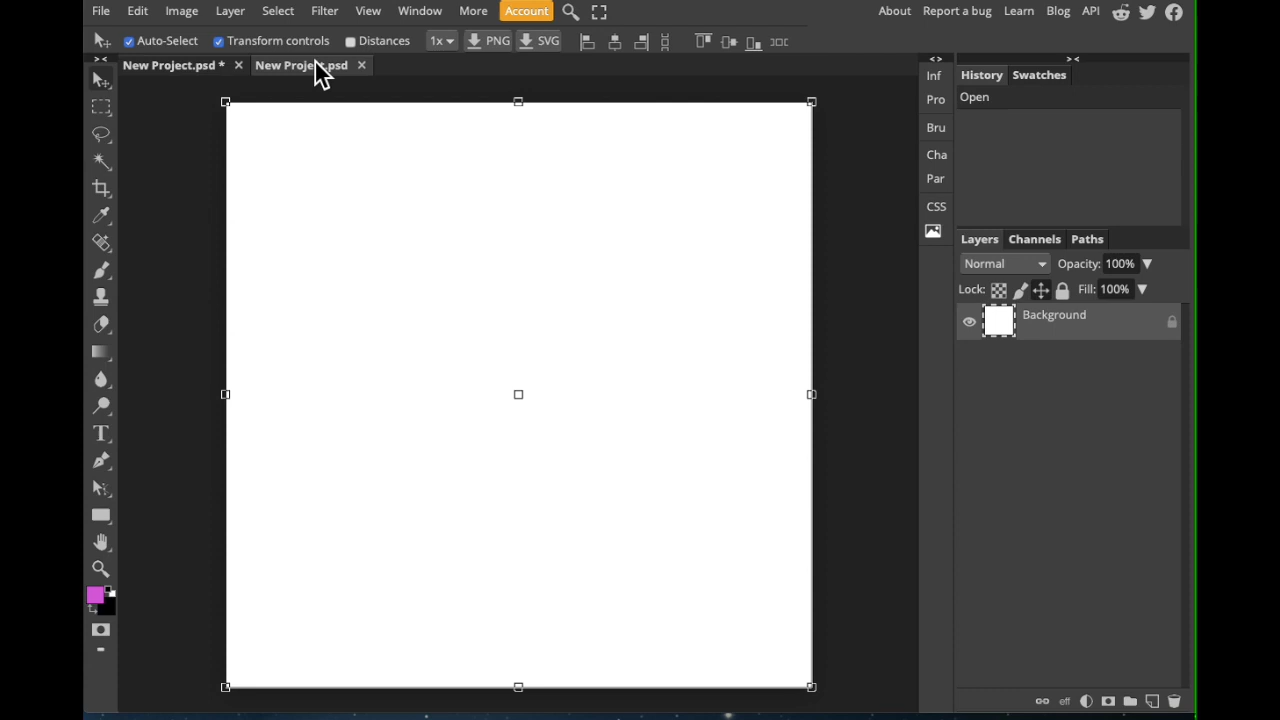 File Edit Image Layer Select Filter View Window More Account About Report a bug Learn Blog API
Auto-Select Transform controls Distances 1x PNG SVG
New Project.psd * New Project.psd
Inf
Pro
Bru
Cha
Par
CSS
History Swatches
Open
Layers Channels Paths
Normal Opacity: 100%
Lock: Fill: 100%
Background
eff